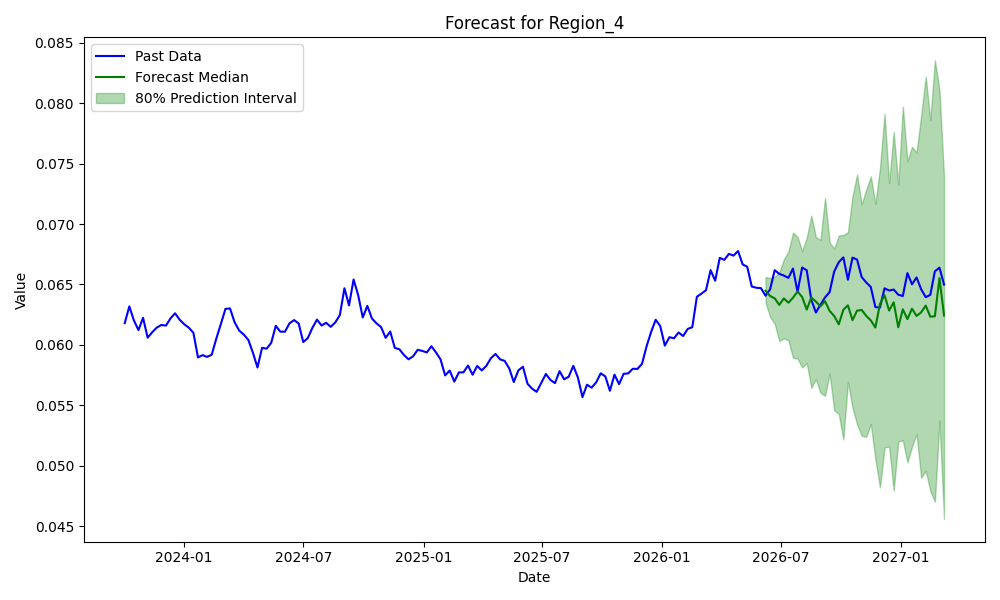 Forecast for Region_4
Past Data
Forecast Median
80% Prediction Interval
0.085
0.080
0.075
0.070
0.065
0.060
0.055
0.050
0.045
Value
2024-01
2024-07
2025-01
2025-07
2026-01
2026-07
2027-01
Date